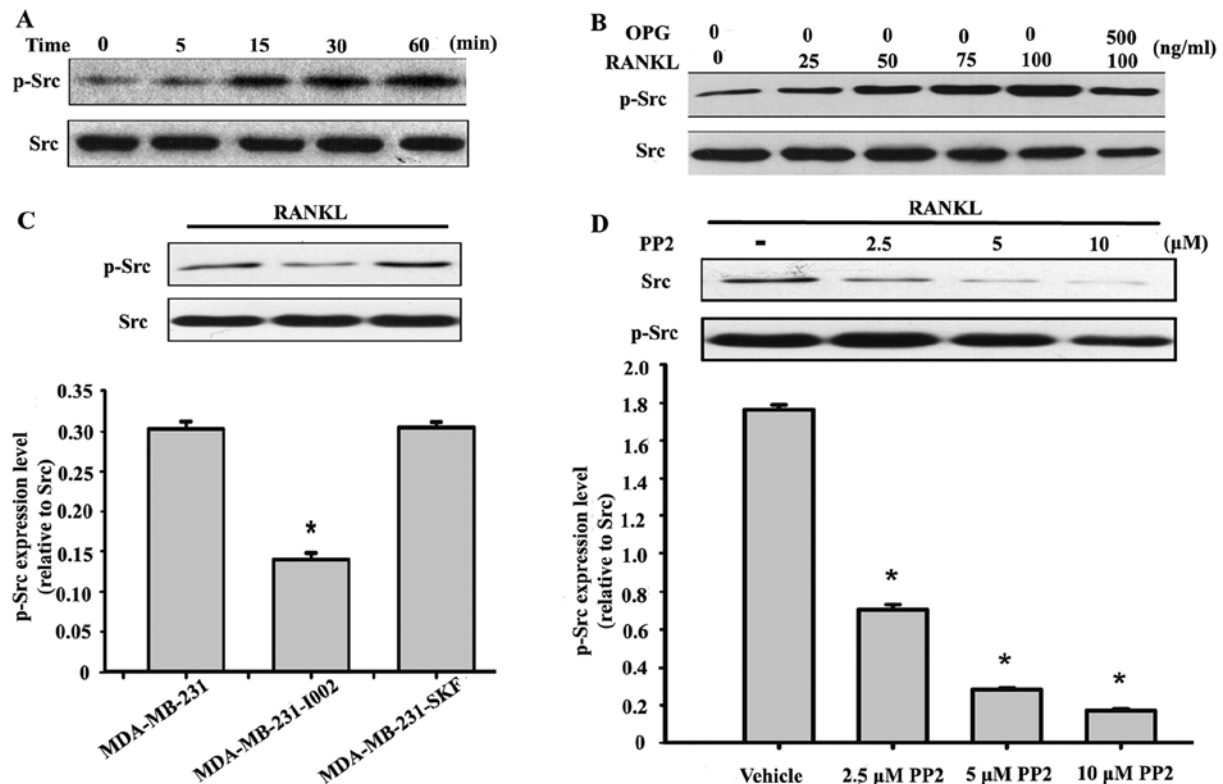 A
Time 0 5 15 30 60 (min)
p-Src
Src
B
OPG 0 0 0 0 0 500 (ng/ml)
RANKL 0 25 50 75 100 100
p-Src
Src
C
RANKL
p-Src
Src
0.35
0.30
0.25
0.20
0.15
0.10
0.05
0
p-Src expression level
(relative to Src)
*
MDA-MB-231
MDA-MB-231-I002
MDA-MB-231-SKF
D
RANKL
PP2 - 2.5 5 10 (μM)
Src
p-Src
2.0
1.8
1.6
1.4
1.2
1.0
0.8
0.6
0.4
0.2
0
p-Src expression level
(relative to Src)
* * *
Vehicle 2.5 μM PP2 5 μM PP2 10 μM PP2